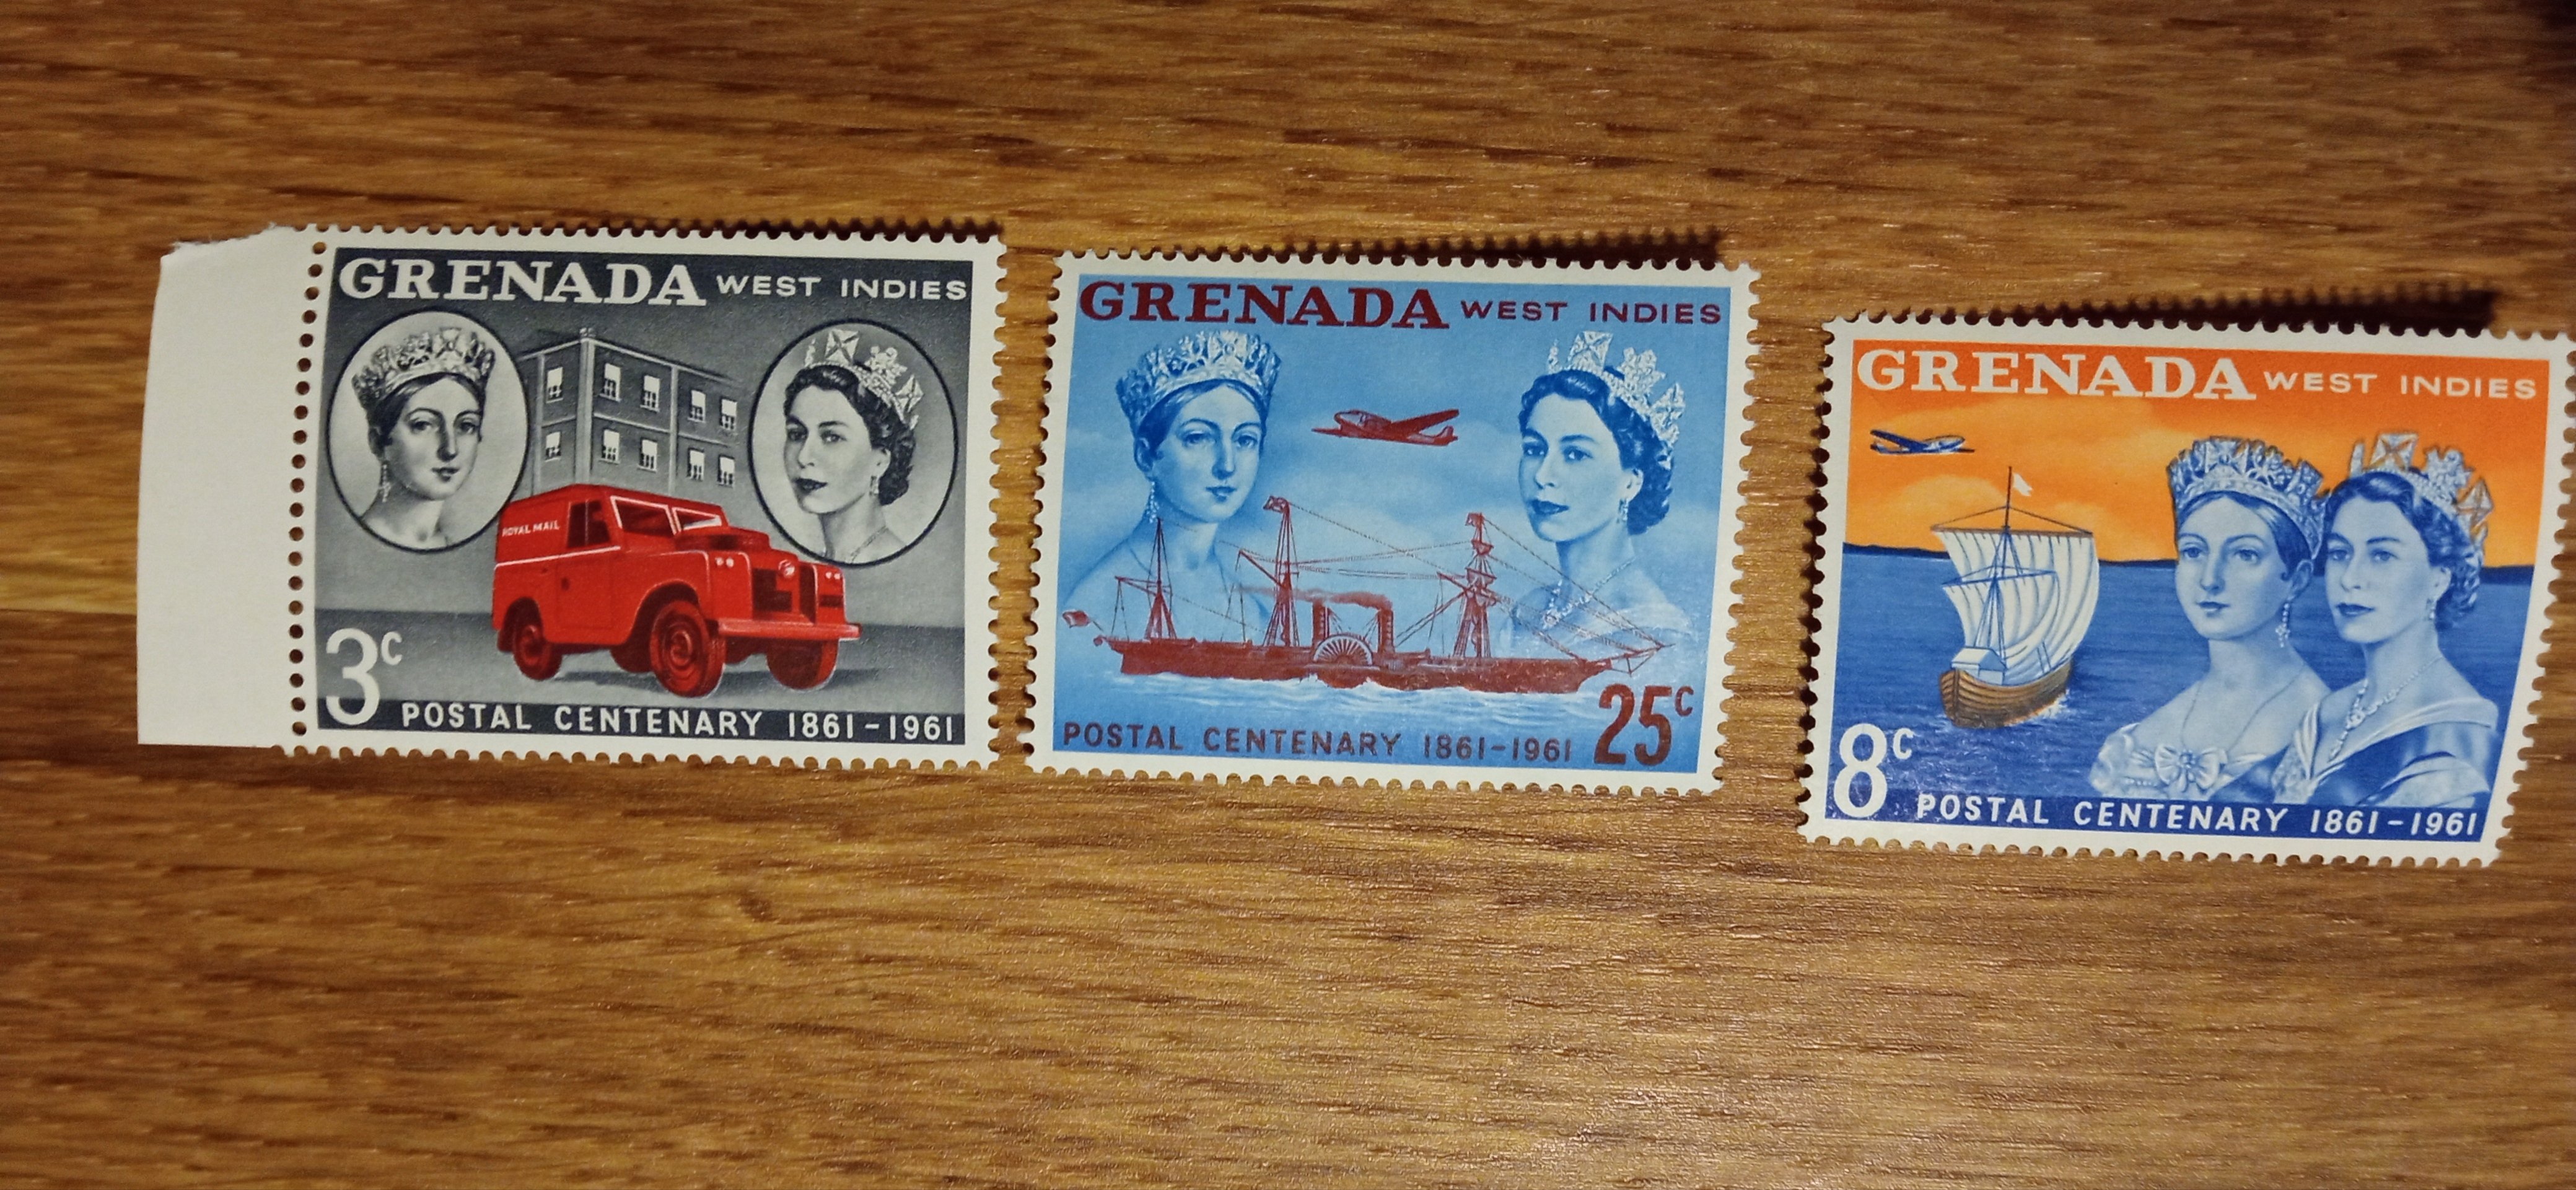 GRENADA WEST INDIES
ROYAL MAIL
3c
POSTAL CENTENARY 1861-1961
GRENADA WEST INDIES
25c
POSTAL CENTENARY 1861-1961
GRENADA WEST INDIES
8c
POSTAL CENTENARY 1861-1961